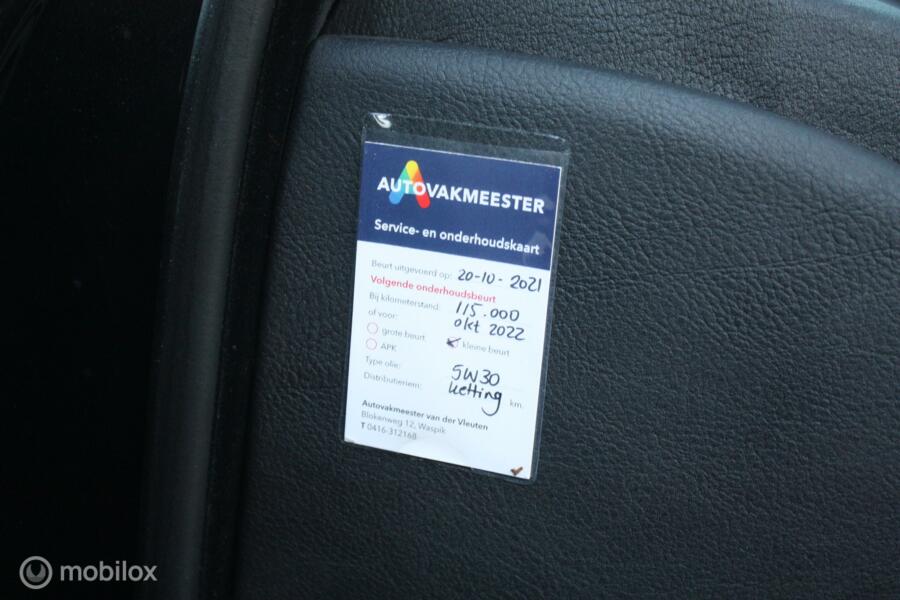 AUTOVAKMEESTER
Service- en onderhoudskaart
Beurt uitgevoerd op: 20-10-2021
Volgende onderhoudsbeurt
Bij kilometerstand: 115.000
of voor: okt 2022
grote beurt kleine beurt
APK
Type olie: 5W30
Distributieriem: ketting km.
Autovakmeester van der Vleuten
Blokenweg 12, Waspik
T 0416-312168
mobilox